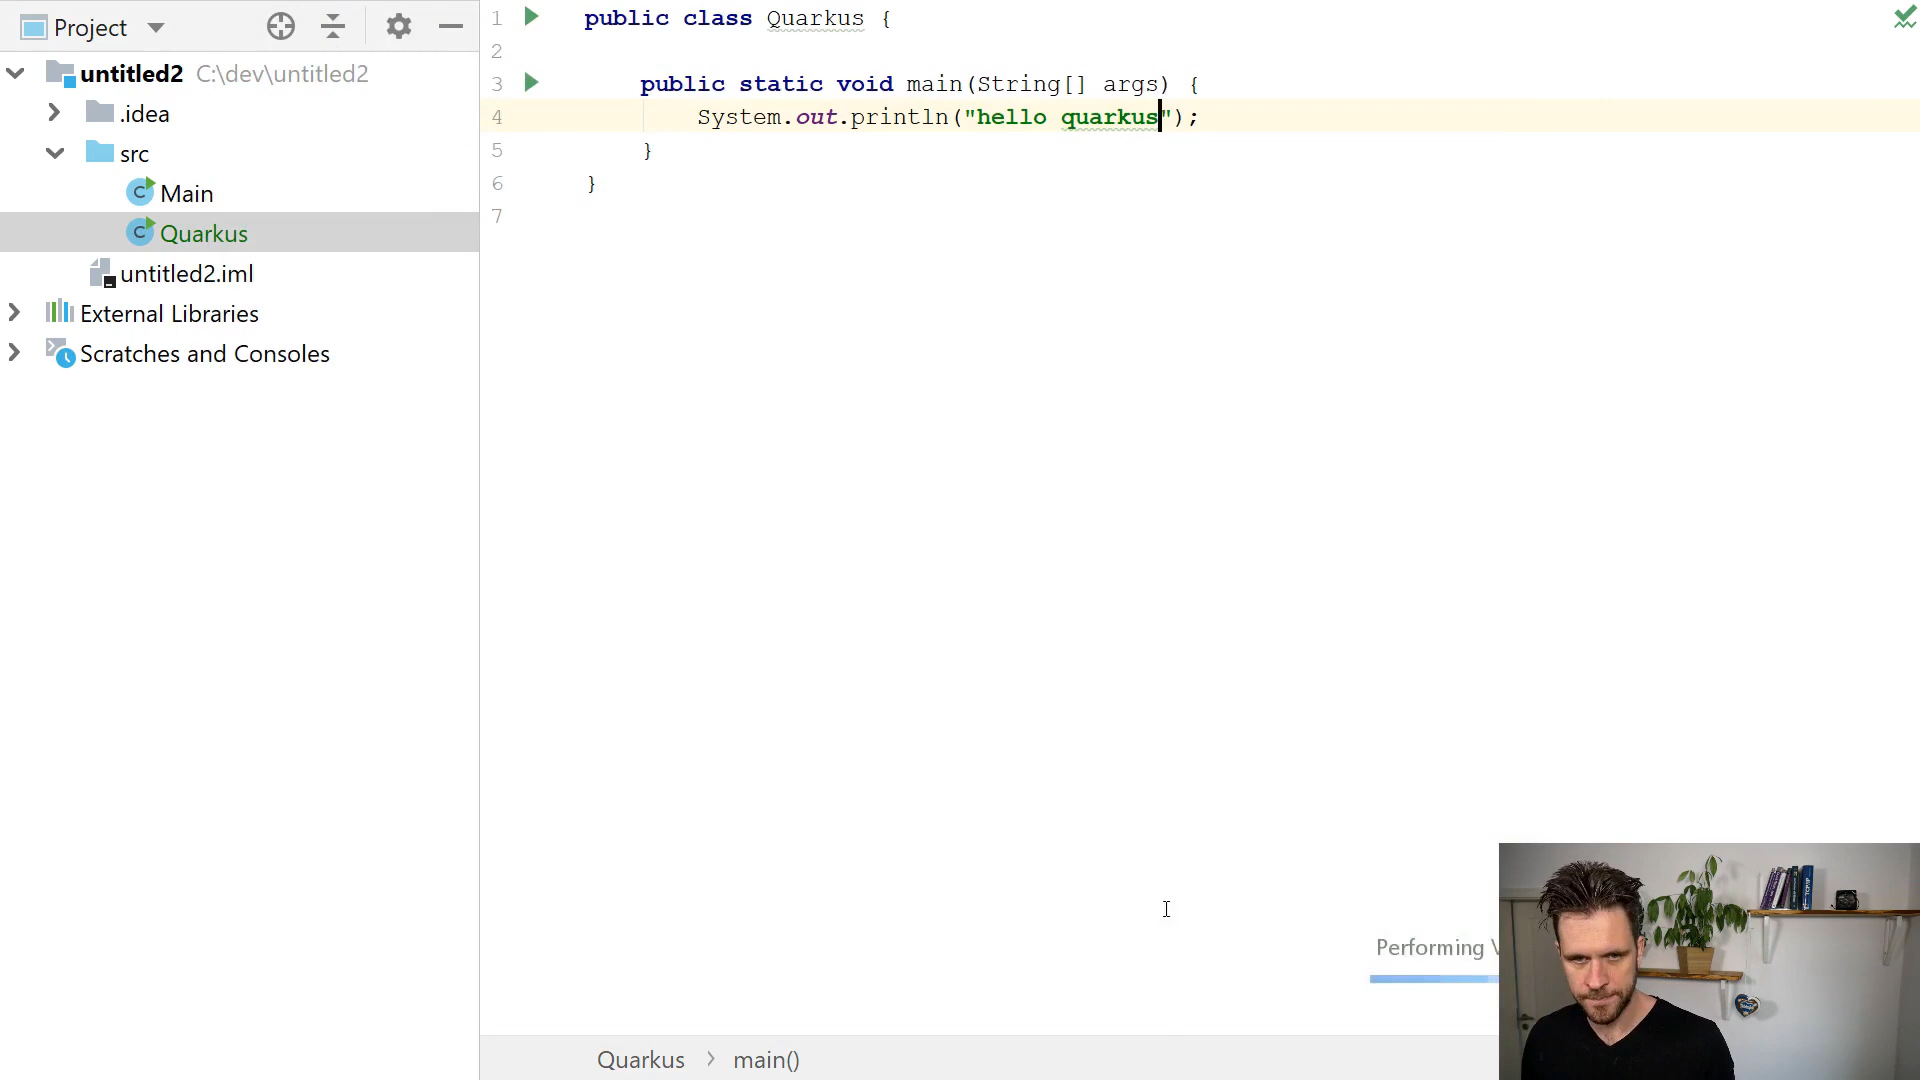 Project
untitled2 C:\dev\untitled2
.idea
src
C Main
C Quarkus
untitled2.iml
External Libraries
Scratches and Consoles
1 public class Quarkus {
2
3 public static void main(String[] args) {
4 System.out.println("hello quarkus");
5 }
6 }
7
Performing
Quarkus > main()